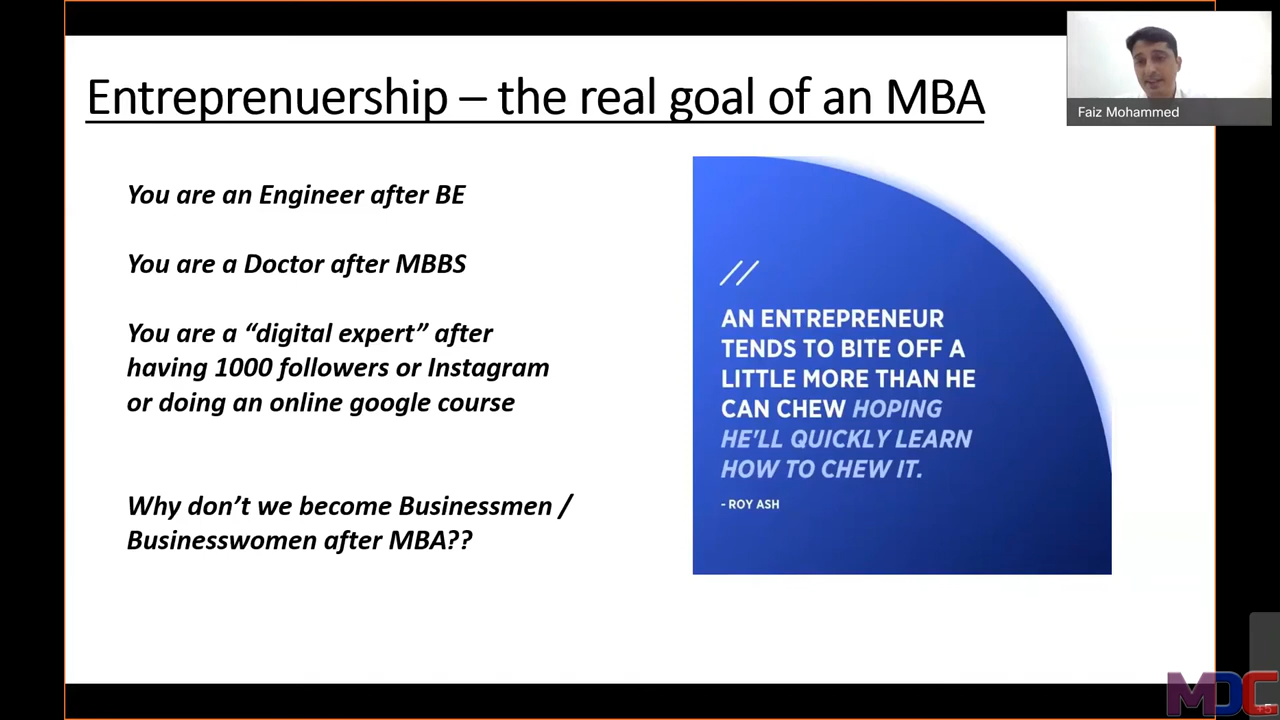 Entreprenuership – the real goal of an MBA
Faiz Mohammed
You are an Engineer after BE
You are a Doctor after MBBS
You are a “digital expert” after
having 1000 followers or Instagram
or doing an online google course
Why don’t we become Businessmen /
Businesswomen after MBA??
AN ENTREPRENEUR
TENDS TO BITE OFF A
LITTLE MORE THAN HE
CAN CHEW HOPING
HE'LL QUICKLY LEARN
HOW TO CHEW IT.
- ROY ASH
MDC
+5